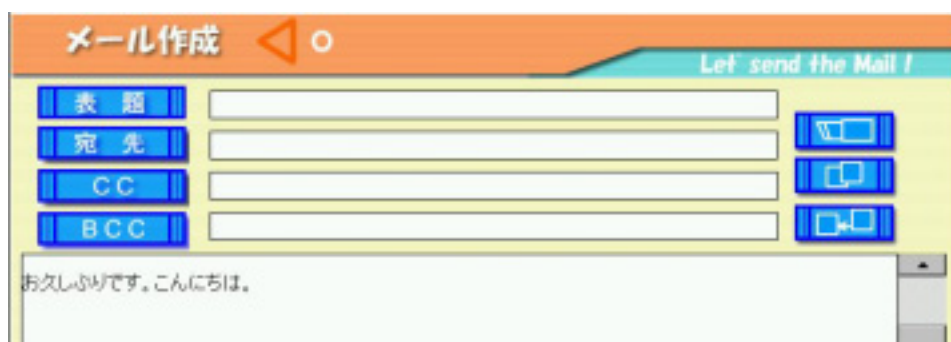 メール作成
Let' send the Mail !
表題
宛先
CC
BCC
お久しぶりです。こんにちは。